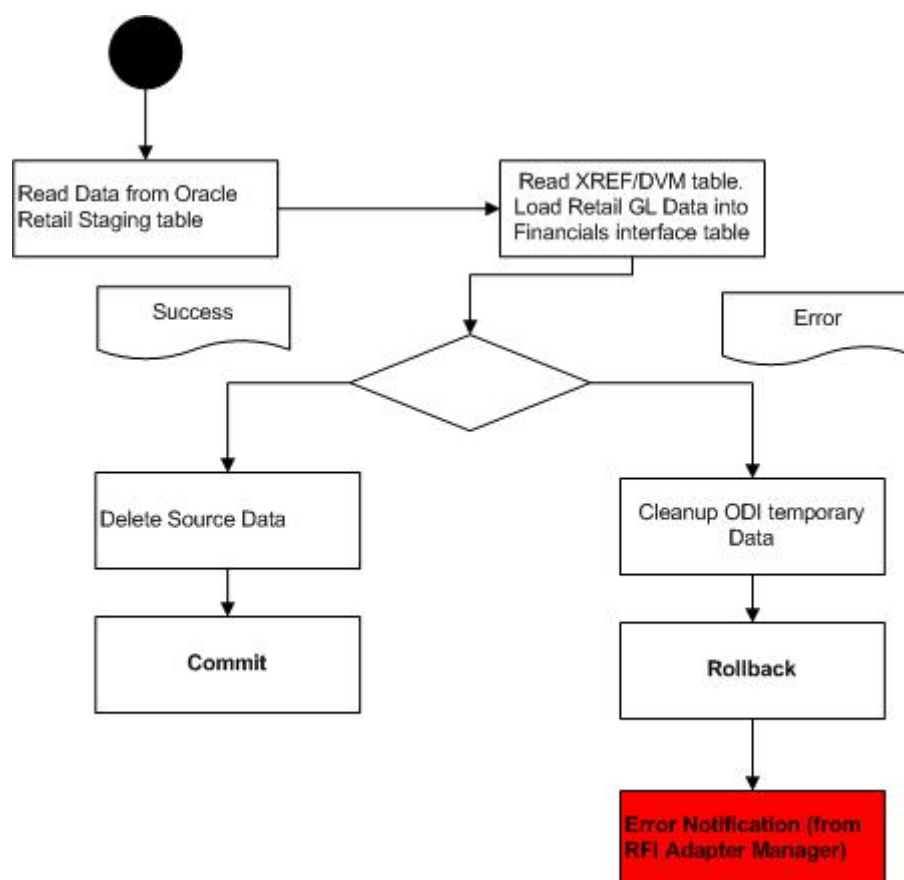 Read Data from Oracle
Retail Staging table
Read XREF/DVM table.
Load Retail GL Data into
Financials interface table
Success
Error
Delete Source Data
Cleanup ODI temporary
Data
Commit
Rollback
Error Notification (from
RFI Adapter Manager)